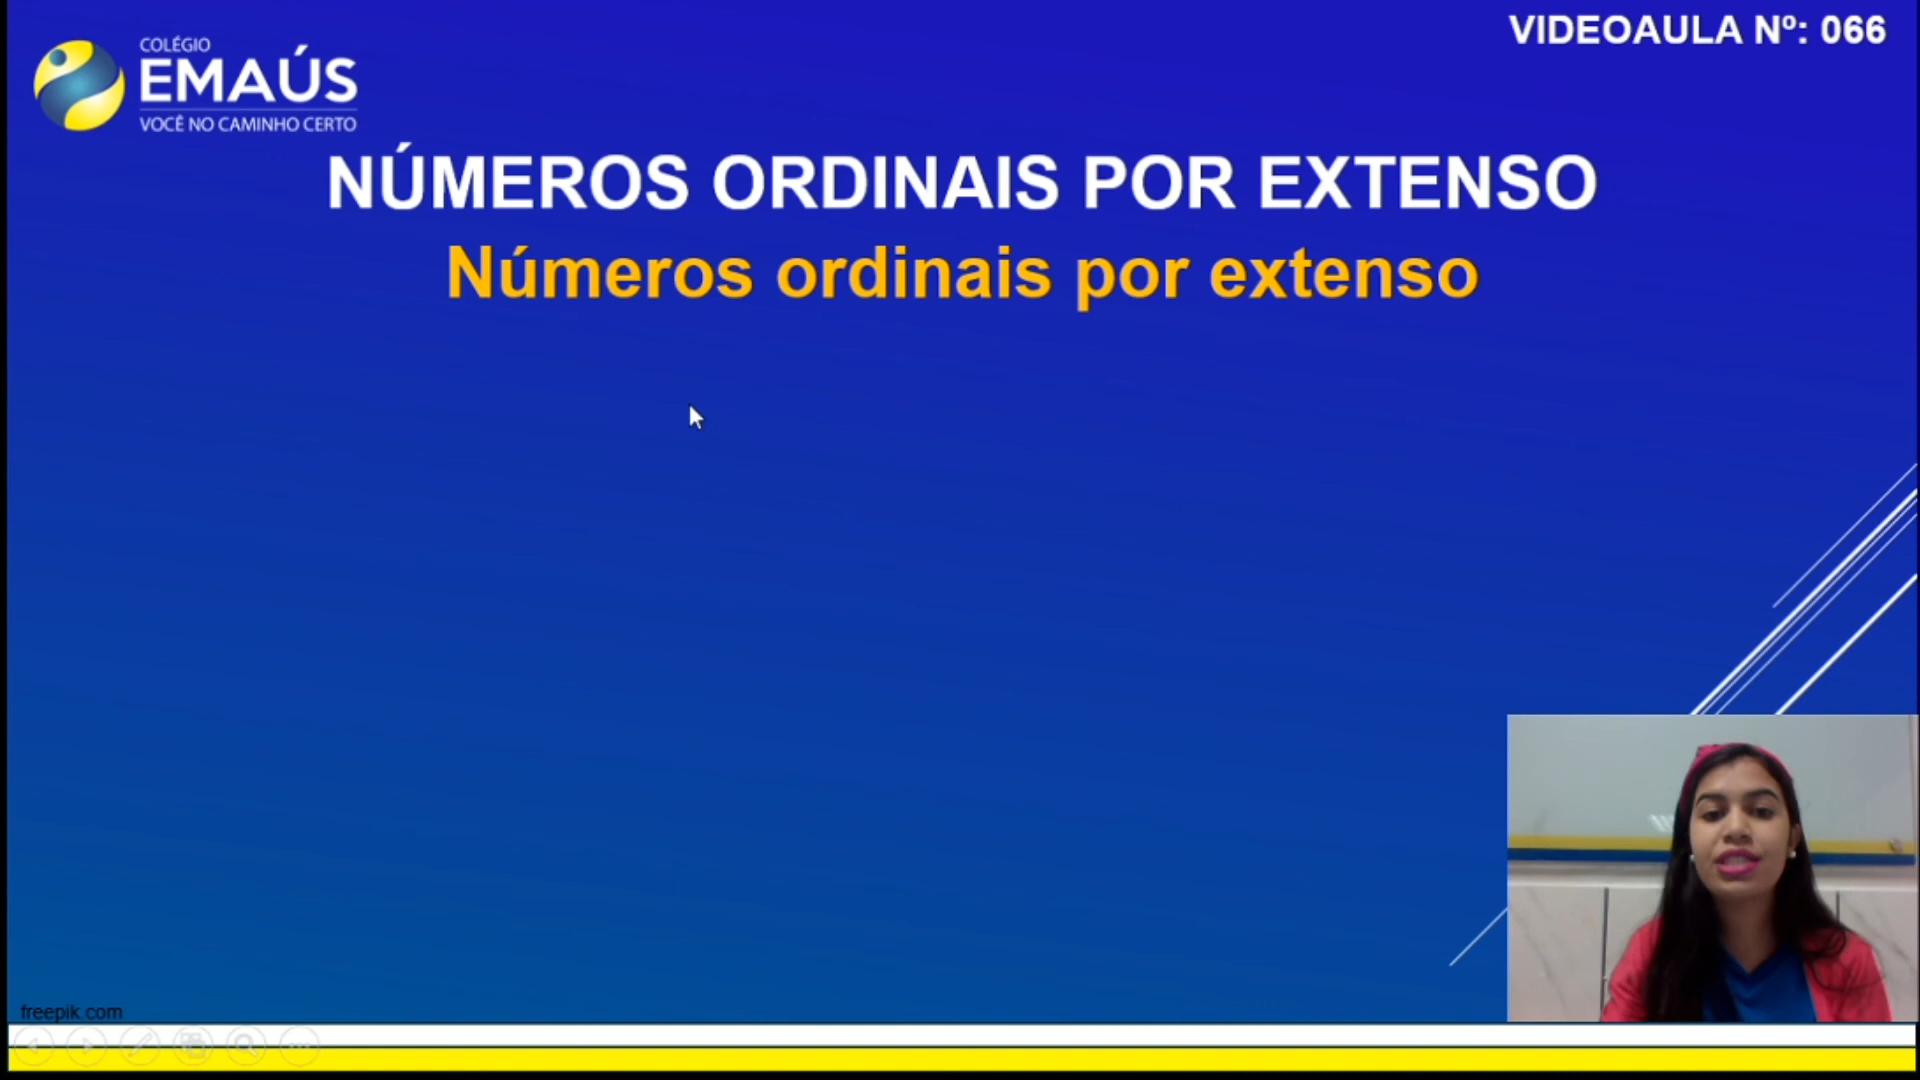 COLÉGIO
EMAÚS
VOCÊ NO CAMINHO CERTO
VIDEOAULA Nº: 066
NÚMEROS ORDINAIS POR EXTENSO
Números ordinais por extenso
freepik.com